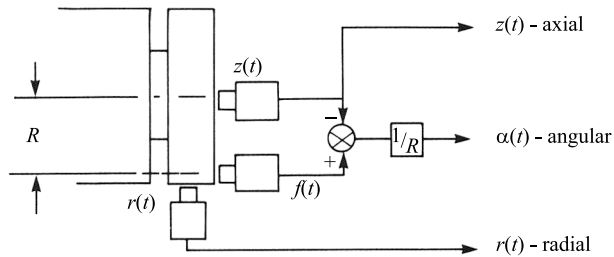 z(t) - axial
z(t)
R
−
+
1/R
α(t) - angular
f(t)
r(t)
r(t) - radial